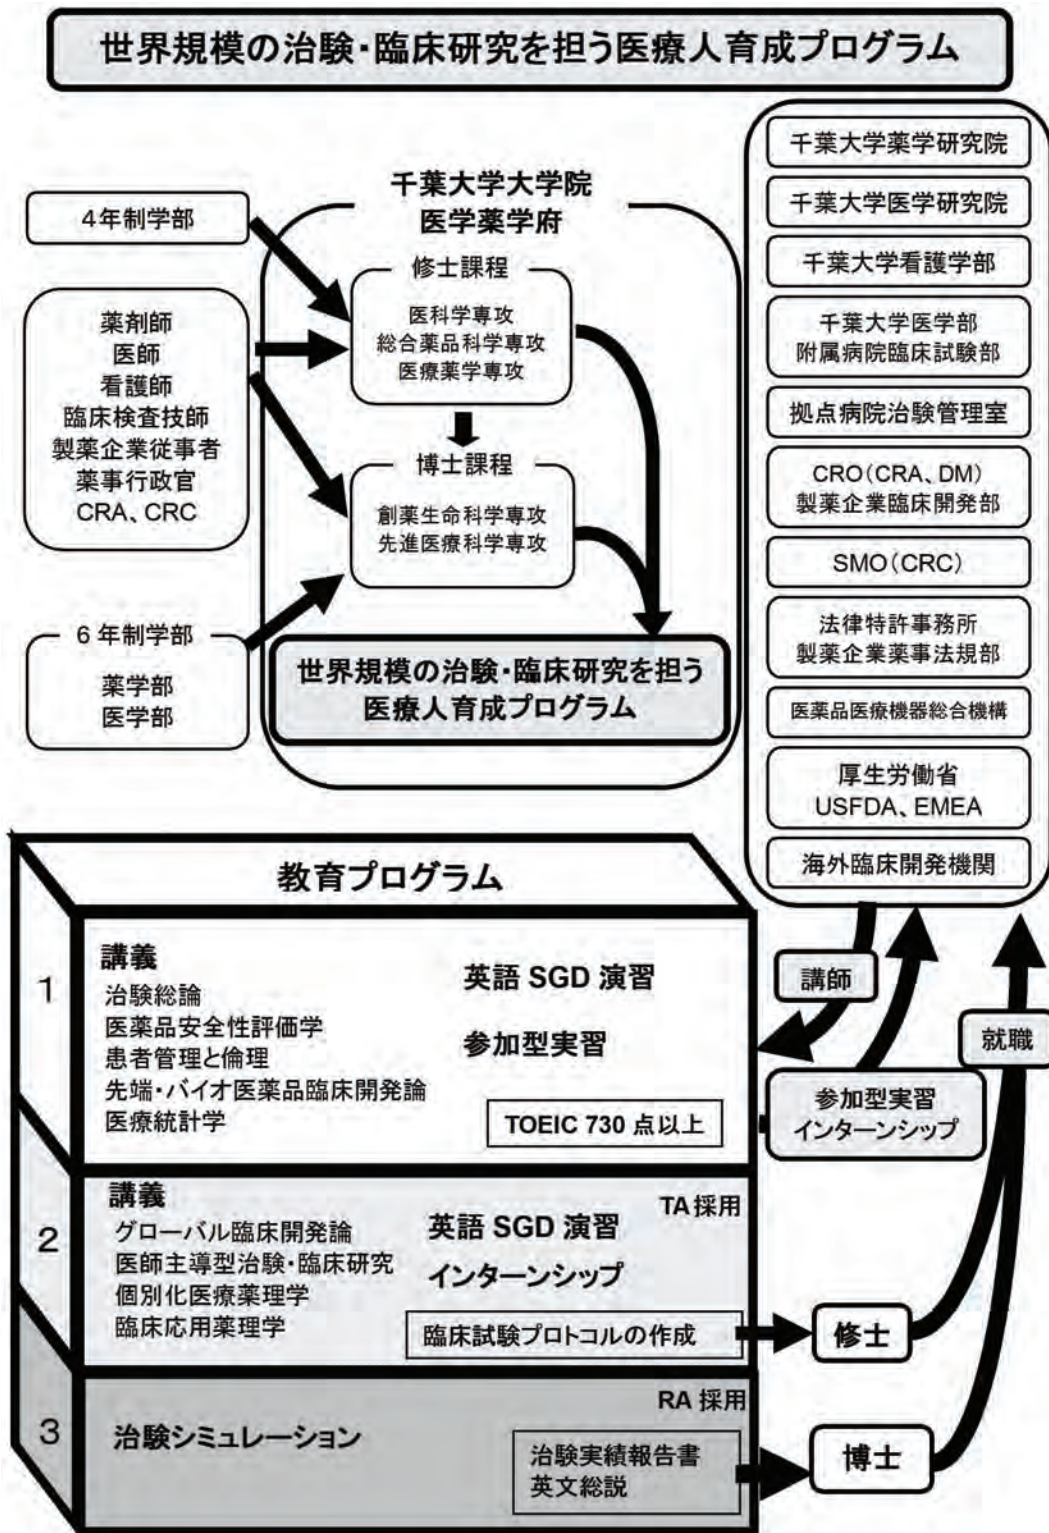 世界規模の治験・臨床研究を担う医療人育成プログラム
千葉大学大学院
医学薬学府
4年制学部
薬剤師
医師
看護師
臨床検査技師
製薬企業従事者
薬事行政官
CRA、CRC
6年制学部
薬学部
医学部
修士課程
医科学専攻
総合薬品科学専攻
医療薬学専攻
博士課程
創薬生命科学専攻
先進医療科学専攻
世界規模の治験・臨床研究を担う
医療人育成プログラム
千葉大学薬学研究院
千葉大学医学研究院
千葉大学看護学部
千葉大学医学部
附属病院臨床試験部
拠点病院治験管理室
CRO(CRA、DM)
製薬企業臨床開発部
SMO(CRC)
法律特許事務所
製薬企業薬事法規部
医薬品医療機器総合機構
厚生労働省
USFDA、EMEA
海外臨床開発機関
教育プログラム
1
講義
治験総論
医薬品安全性評価学
患者管理と倫理
先端・バイオ医薬品臨床開発論
医療統計学
英語 SGD 演習
参加型実習
TOEIC 730 点以上
講師
就職
参加型実習
インターンシップ
2
講義
グローバル臨床開発論
医師主導型治験・臨床研究
個別化医療薬理学
臨床応用薬理学
TA 採用
英語 SGD 演習
インターンシップ
臨床試験プロトコルの作成
修士
3
治験シミュレーション
RA 採用
治験実績報告書
英文総説
博士